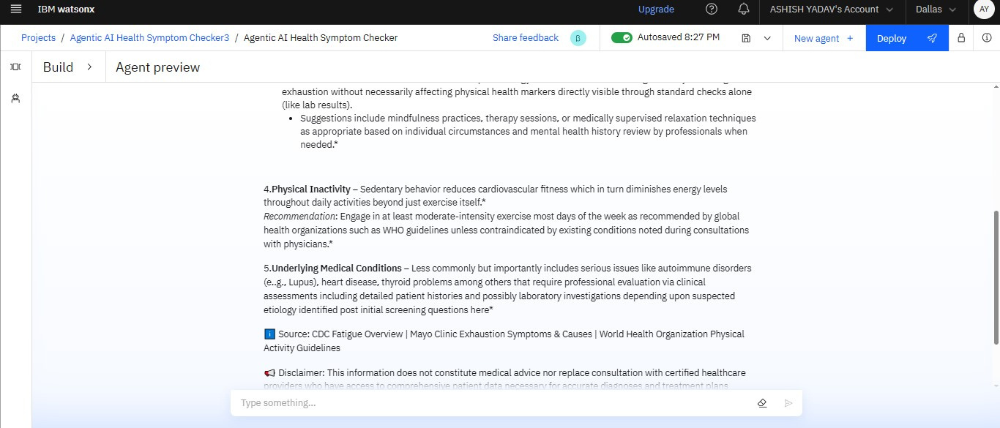 IBM watsonx
Upgrade
ASHISH YADAV's Account
Dallas
AY
Projects / Agentic AI Health Symptom Checker3 / Agentic AI Health Symptom Checker
Share feedback
β
Autosaved 8:27 PM
New agent +
Deploy
Build
Agent preview
exhaustion without necessarily affecting physical health markers directly visible through standard checks alone
(like lab results).
• Suggestions include mindfulness practices, therapy sessions, or medically supervised relaxation techniques
as appropriate based on individual circumstances and mental health history review by professionals when
needed.*
4.Physical Inactivity – Sedentary behavior reduces cardiovascular fitness which in turn diminishes energy levels
throughout daily activities beyond just exercise itself.*
Recommendation: Engage in at least moderate-intensity exercise most days of the week as recommended by global
health organizations such as WHO guidelines unless contraindicated by existing conditions noted during consultations
with physicians.*
5.Underlying Medical Conditions – Less commonly but importantly includes serious issues like autoimmune disorders
(e..g., Lupus), heart disease, thyroid problems among others that require professional evaluation via clinical
assessments including detailed patient histories and possibly laboratory investigations depending upon suspected
etiology identified post initial screening questions here*
ℹ️ Source: CDC Fatigue Overview | Mayo Clinic Exhaustion Symptoms & Causes | World Health Organization Physical
Activity Guidelines
📢 Disclaimer: This information does not constitute medical advice nor replace consultation with certified healthcare
providers who have access to comprehensive patient data necessary for accurate diagnoses and treatment plans
Type something...